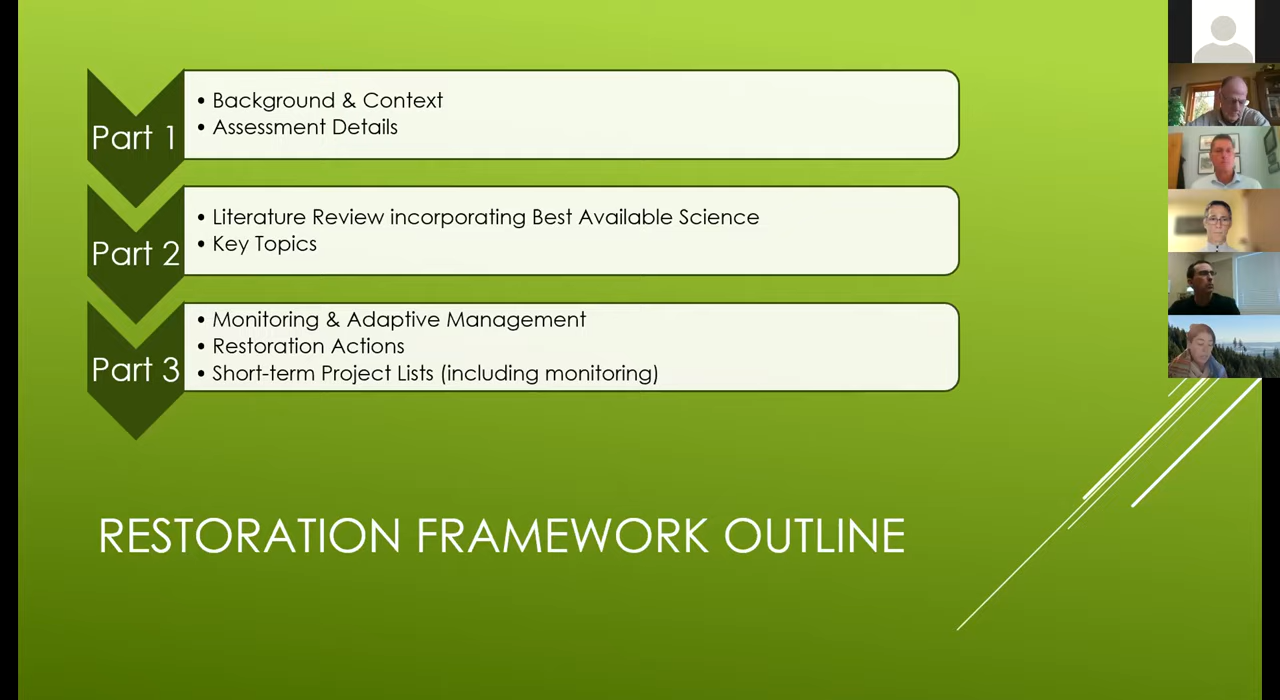 Part 1
• Background & Context
• Assessment Details
Part 2
• Literature Review incorporating Best Available Science
• Key Topics
Part 3
• Monitoring & Adaptive Management
• Restoration Actions
• Short-term Project Lists (including monitoring)
RESTORATION FRAMEWORK OUTLINE